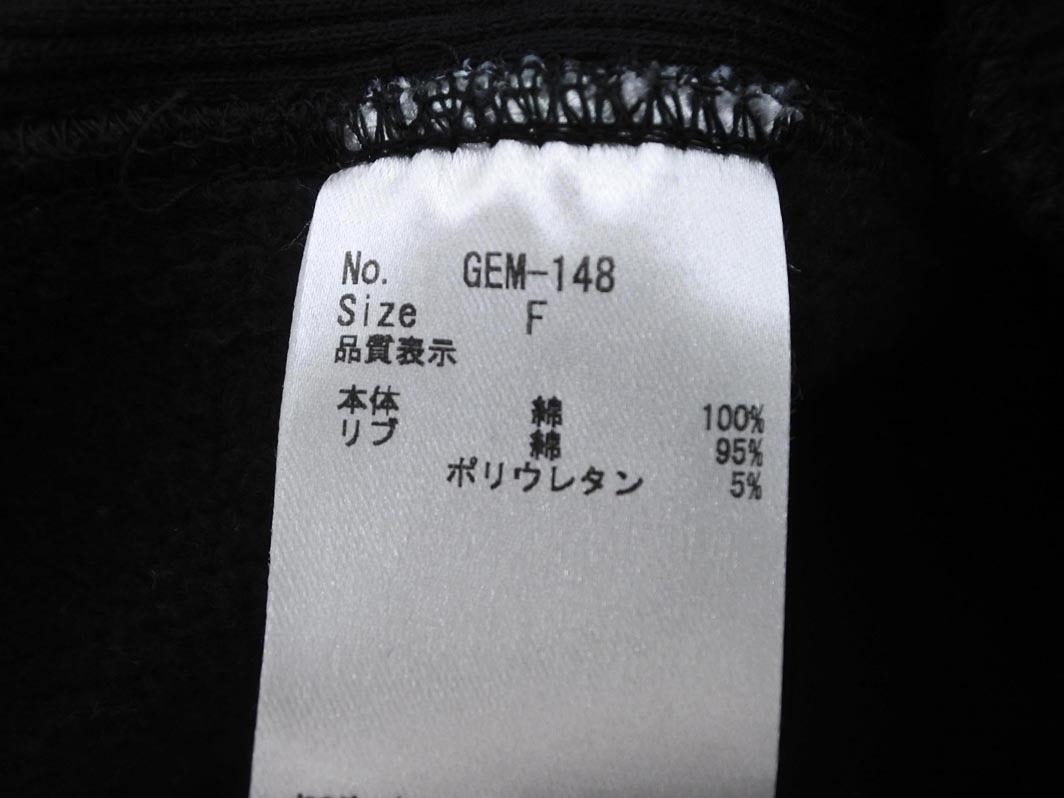 No. GEM-148
Size F
品質表示
本体 綿 100%
リブ 綿 95%
ポリウレタン 5%